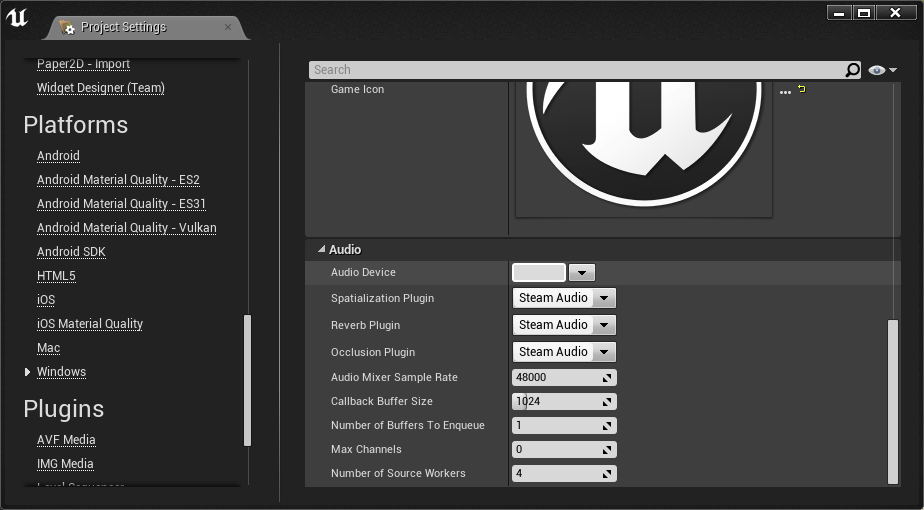 Project Settings
Paper2D - Import
Widget Designer (Team)
Platforms
Android
Android Material Quality - ES2
Android Material Quality - ES31
Android Material Quality - Vulkan
Android SDK
HTML5
iOS
iOS Material Quality
Mac
Windows
Plugins
AVF Media
IMG Media
Level Sequencer
Search
Game Icon
...
Audio
Audio Device
Spatialization Plugin Steam Audio
Reverb Plugin Steam Audio
Occlusion Plugin Steam Audio
Audio Mixer Sample Rate 48000
Callback Buffer Size 1024
Number of Buffers To Enqueue 1
Max Channels 0
Number of Source Workers 4